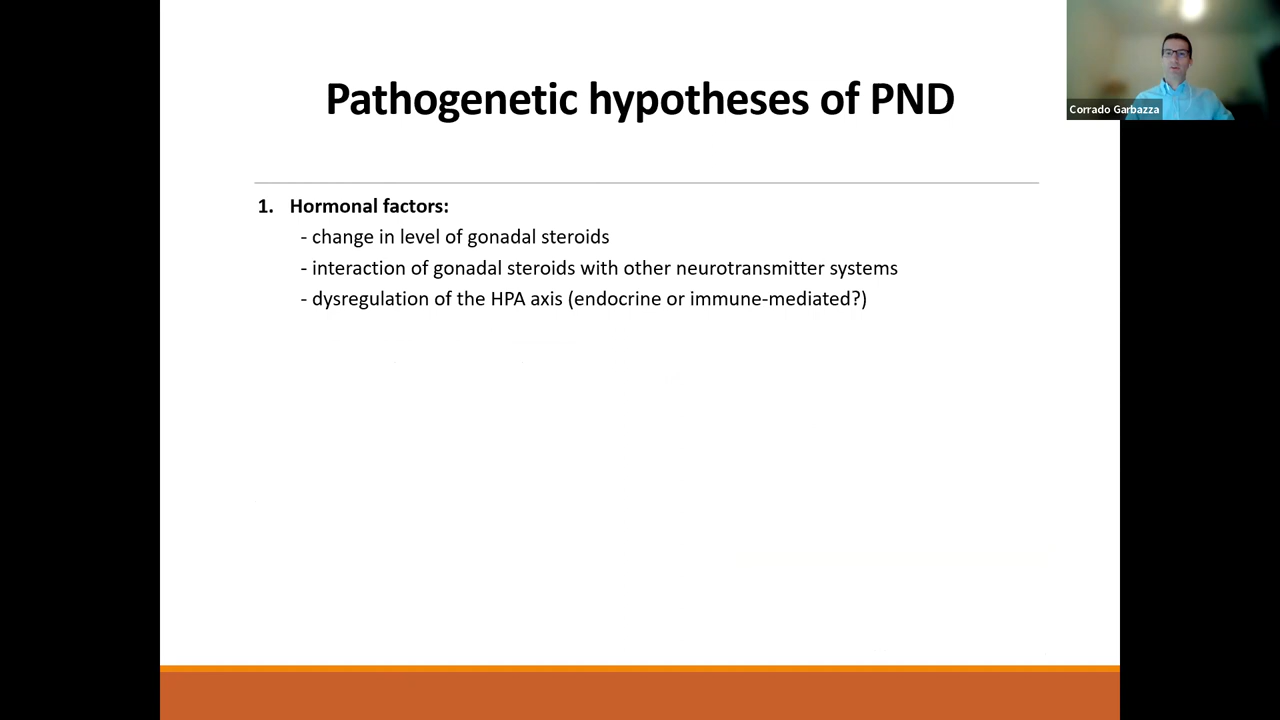 Pathogenetic hypotheses of PND
Corrado Garbazza
1. Hormonal factors:
- change in level of gonadal steroids
- interaction of gonadal steroids with other neurotransmitter systems
- dysregulation of the HPA axis (endocrine or immune-mediated?)